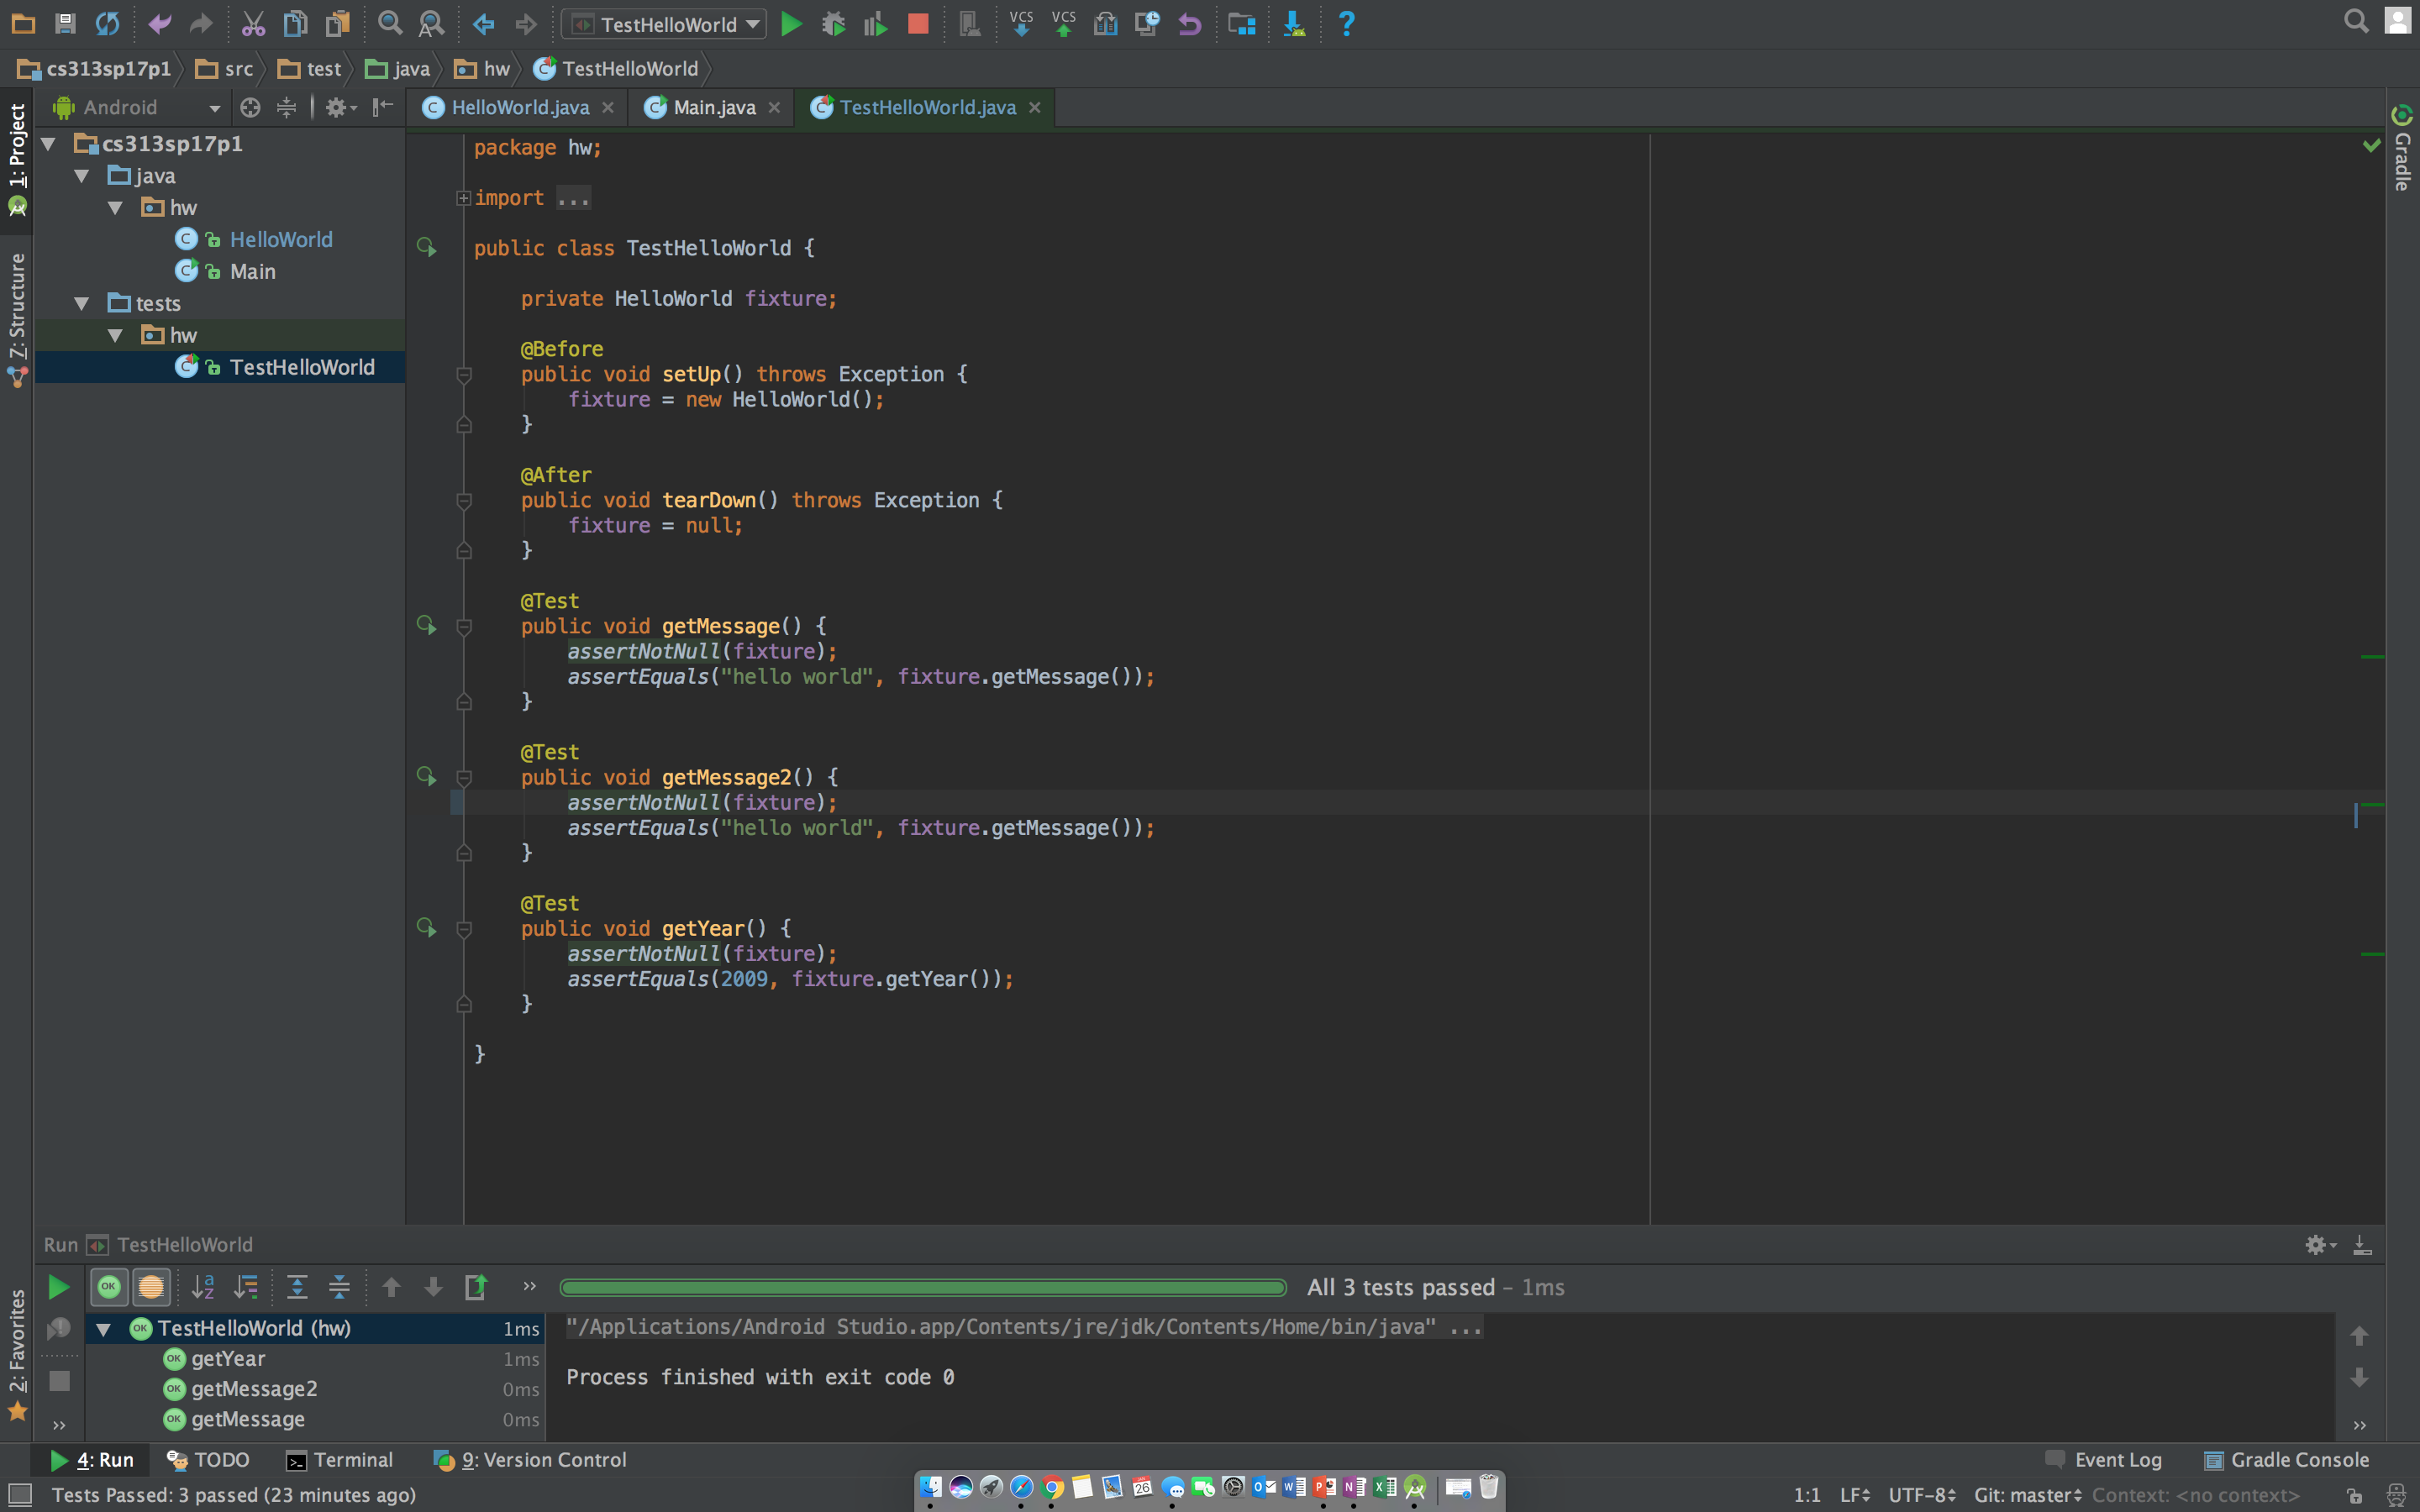 TestHelloWorld
VCS VCS
cs313sp17p1 src test java hw TestHelloWorld
1: Project
Z: Structure
2: Favorites
Android
HelloWorld.java Main.java TestHelloWorld.java
cs313sp17p1
java
hw
HelloWorld
Main
tests
hw
TestHelloWorld
package hw;
import ...
public class TestHelloWorld {
private HelloWorld fixture;
@Before
public void setUp() throws Exception {
fixture = new HelloWorld();
}
@After
public void tearDown() throws Exception {
fixture = null;
}
@Test
public void getMessage() {
assertNotNull(fixture);
assertEquals("hello world", fixture.getMessage());
}
@Test
public void getMessage2() {
assertNotNull(fixture);
assertEquals("hello world", fixture.getMessage());
}
@Test
public void getYear() {
assertNotNull(fixture);
assertEquals(2009, fixture.getYear());
}
}
Gradle
Run TestHelloWorld
All 3 tests passed – 1ms
TestHelloWorld (hw) 1ms
getYear 1ms
getMessage2 0ms
getMessage 0ms
"/Applications/Android Studio.app/Contents/jre/jdk/Contents/Home/bin/java" ...
Process finished with exit code 0
4: Run TODO Terminal 9: Version Control
Event Log Gradle Console
Tests Passed: 3 passed (23 minutes ago)
26
1:1 LF UTF-8 Git: master Context: <no context>